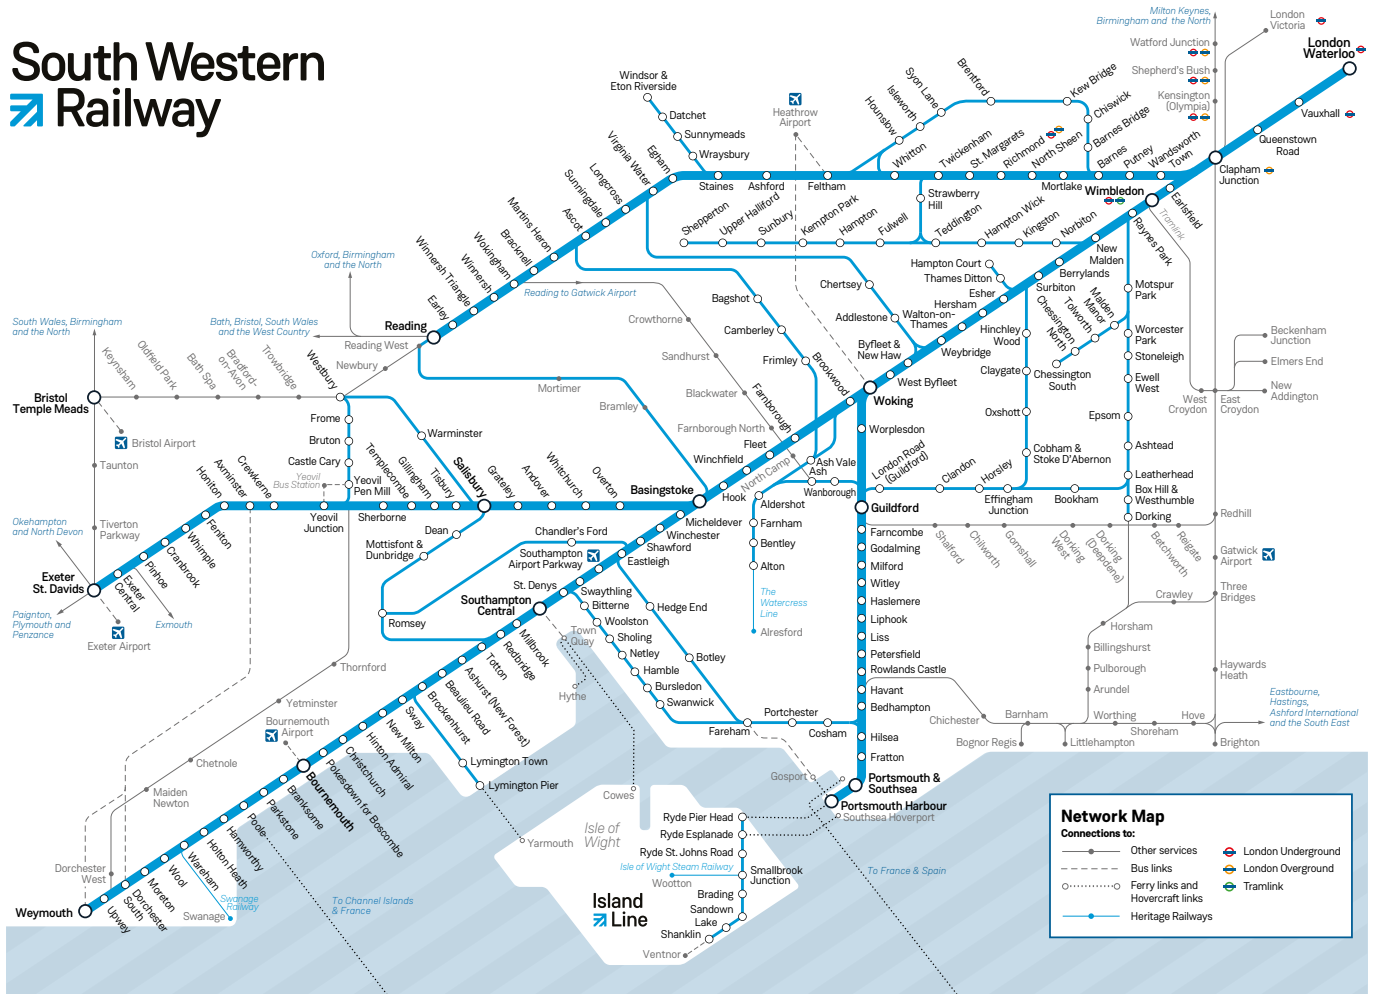 South Western
Railway
Milton Keynes,
Birmingham and the North
London
Victoria
Watford Junction
London
Waterloo
Shepherd's Bush
Kensington
(Olympia)
Vauxhall
Queenstown
Road
Clapham
Junction
Windsor &
Eton Riverside
Datchet
Sunnymeads
Wraysbury
Heathrow
Airport
Hounslow
Isleworth
Syon Lane
Brentford
Kew Bridge
Chiswick
Barnes Bridge
Whitton
Twickenham
St. Margarets
Richmond
North Sheen
Mortlake
Barnes
Putney
Wandsworth
Town
Staines
Ashford
Feltham
Egham
Virginia Water
Longcross
Sunningdale
Ascot
Martins Heron
Bracknell
Wokingham
Winnersh
Winnersh Triangle
Earley
Reading
Reading West
Strawberry
Hill
Wimbledon
Earlsfield
Tramlink
Raynes Park
Shepperton
Upper Halliford
Sunbury
Kempton Park
Hampton
Fulwell
Teddington
Hampton Wick
Kingston
Norbiton
New
Malden
Berrylands
Surbiton
Hampton Court
Thames Ditton
Esher
Hersham
Walton-on-
Thames
Weybridge
Chertsey
Addlestone
Byfleet &
New Haw
West Byfleet
Woking
Oxford, Birmingham
and the North
Bath, Bristol, South Wales
and the West Country
South Wales, Birmingham
and the North
Reading to Gatwick Airport
Crowthorne
Sandhurst
Blackwater
Farnborough North
North Camp
Bagshot
Camberley
Frimley
Brookwood
Farnborough
Fleet
Winchfield
Hook
Basingstoke
Mortimer
Bramley
Newbury
Westbury
Trowbridge
Bradford-
on-Avon
Bath Spa
Oldfield Park
Keynsham
Bristol
Temple Meads
Bristol Airport
Taunton
Tiverton
Parkway
Okehampton
and North Devon
Exeter
St. Davids
Exeter
Central
Pinhoe
Cranbrook
Whimple
Feniton
Honiton
Axminster
Crewkerne
Exmouth
Exeter Airport
Paignton,
Plymouth and
Penzance
Frome
Bruton
Castle Cary
Yeovil
Bus Station
Yeovil
Pen Mill
Yeovil
Junction
Sherborne
Templecombe
Gillingham
Tisbury
Salisbury
Warminster
Grateley
Andover
Whitchurch
Overton
Dean
Mottisfont &
Dunbridge
Romsey
Chandler's Ford
Southampton
Airport Parkway
Micheldever
Winchester
Shawford
Eastleigh
St. Denys
Swaythling
Southampton
Central
Bitterne
Woolston
Sholing
Netley
Hamble
Bursledon
Swanwick
Hedge End
Botley
Fareham
Portchester
Cosham
Town
Quay
Hythe
Millbrook
Redbridge
Totton
Ashurst (New Forest)
Beaulieu Road
Brockenhurst
Sway
New Milton
Hinton Admiral
Christchurch
Pokesdown for Boscombe
Bournemouth
Bournemouth
Airport
Branksome
Parkstone
Poole
Hamworthy
Holton Heath
Wareham
Wool
Moreton
Dorchester
South
Upwey
Weymouth
Dorchester
West
Maiden
Newton
Chetnole
Yetminster
Thornford
Swanage
Railway
Swanage
Lymington Town
Lymington Pier
Yarmouth
Cowes
Isle of
Wight
To Channel Islands
& France
Ash Vale
Ash
Wanborough
Aldershot
Farnham
Bentley
Alton
The
Watercress
Line
Alresford
Worplesdon
London Road
(Guildford)
Clandon
Horsley
Effingham
Junction
Bookham
Guildford
Farncombe
Godalming
Milford
Witley
Haslemere
Liphook
Liss
Petersfield
Rowlands Castle
Havant
Bedhampton
Hilsea
Fratton
Portsmouth &
Southsea
Portsmouth Harbour
Southsea Hoverport
Gosport
Hinchley
Wood
Claygate
Oxshott
Cobham &
Stoke D'Abernon
Chessington
North
Tolworth
Malden
Manor
Chessington
South
Motspur
Park
Worcester
Park
Stoneleigh
Ewell
West
Epsom
Ashtead
Leatherhead
Box Hill &
Westhumble
Dorking
West
Croydon
East
Croydon
Beckenham
Junction
Elmers End
New
Addington
Shalford
Chilworth
Gomshall
Dorking
West
Dorking
(Deepdene)
Betchworth
Reigate
Redhill
Gatwick
Airport
Three
Bridges
Crawley
Horsham
Billingshurst
Pulborough
Arundel
Haywards
Heath
Chichester
Barnham
Bognor Regis
Littlehampton
Worthing
Shoreham
Hove
Brighton
Eastbourne,
Hastings,
Ashford International
and the South East
Ryde Pier Head
Ryde Esplanade
Ryde St. Johns Road
Isle of Wight Steam Railway
Wootton
Smallbrook
Junction
Brading
Sandown
Lake
Shanklin
Ventnor
Island
Line
To France & Spain
Network Map
Connections to:
Other services
Bus links
Ferry links and
Hovercraft links
Heritage Railways
London Underground
London Overground
Tramlink